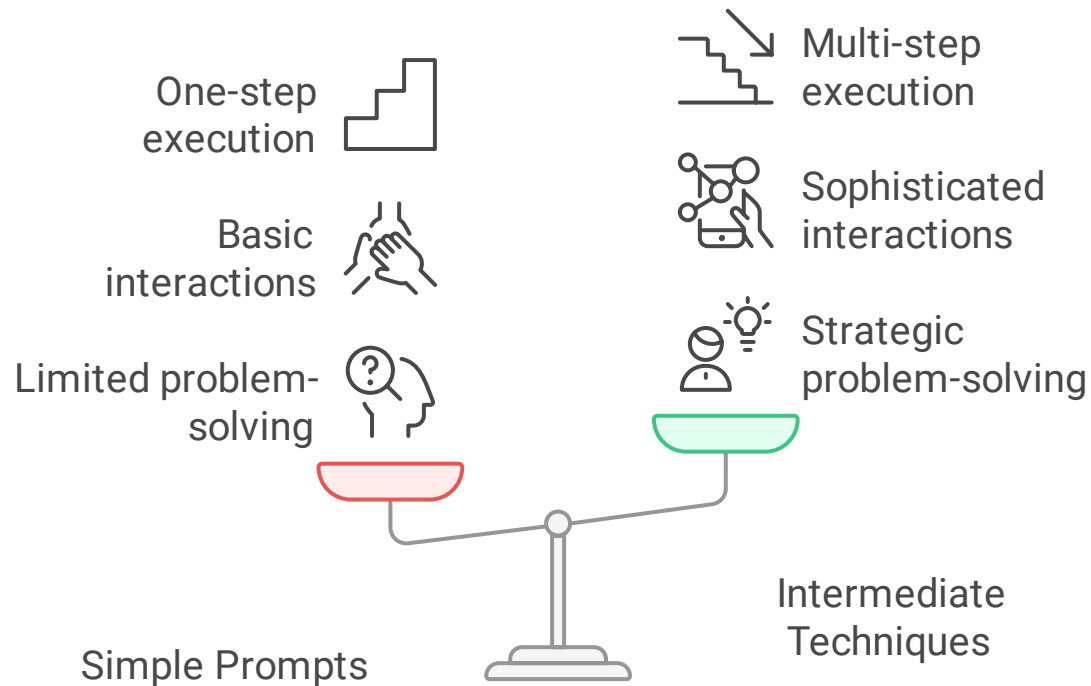 One-step
execution
Basic
interactions
Limited problem-
solving
Simple Prompts
Multi-step
execution
Sophisticated
interactions
Strategic
problem-solving
Intermediate
Techniques